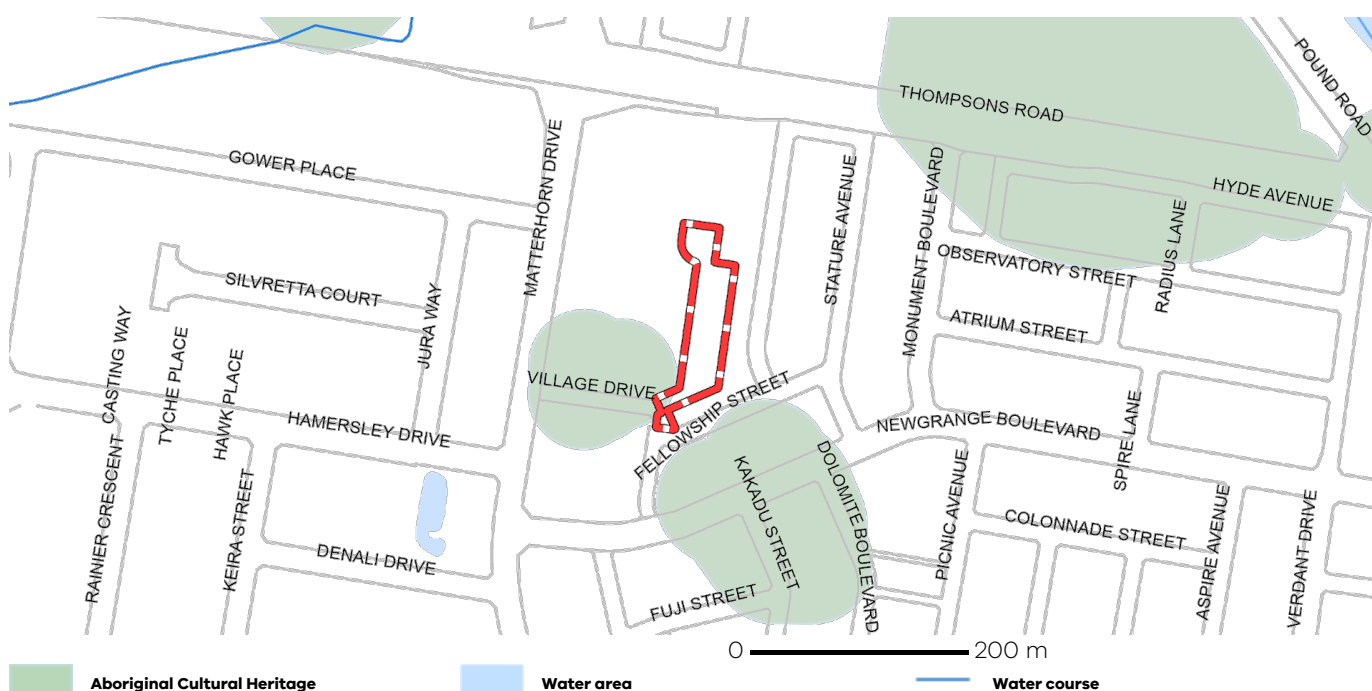 POUND ROAD
THOMPSONS ROAD
GOWER PLACE
MATTERHORN DRIVE
STATURE AVENUE
MONUMENT BOULEVARD
HYDE AVENUE
RADIUS LANE
OBSERVATORY STREET
SILVRETTA COURT
JURA WAY
CASTING WAY
TYCHE PLACE
HAWK PLACE
ATRIUM STREET
VILLAGE DRIVE
FELLOWSHIP STREET
HAMERSLEY DRIVE
NEWGRANGE BOULEVARD
SPIRE LANE
RAINIER CRESCENT
KEIRA STREET
KAKADU STREET
DOLOMITE BOULEVARD
PICNIC AVENUE
COLONNADE STREET
ASPIRE AVENUE
VERDANT DRIVE
DENALI DRIVE
FUJI STREET
0 200 m
Aboriginal Cultural Heritage
Water area
Water course